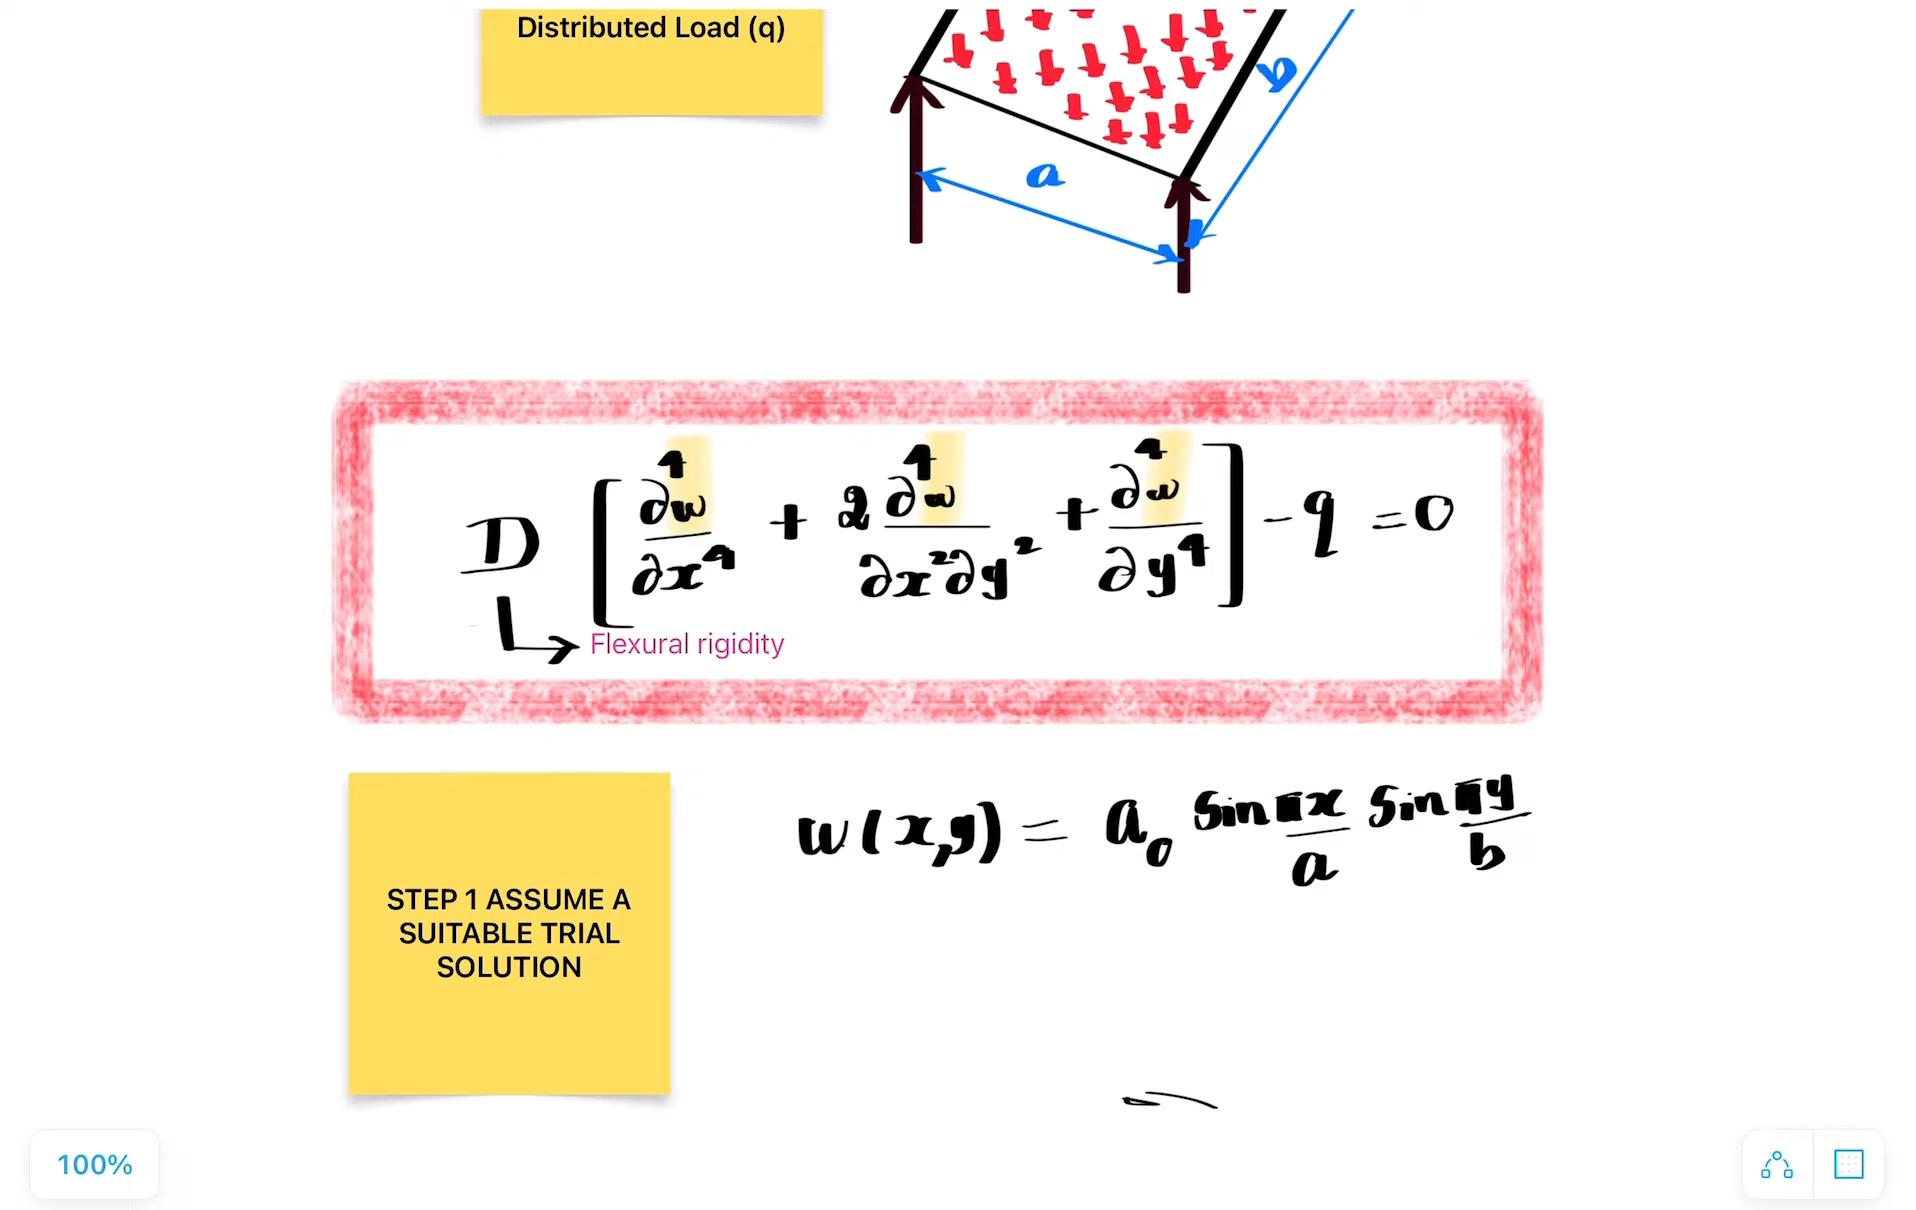 Distributed Load (q)
b
a
D [∂⁴w/∂x⁴ + 2∂⁴w/∂x²∂y² + ∂⁴w/∂y⁴] - q = 0
Flexural rigidity
w(x,y) = a₀ sin πx/a sin πy/b
STEP 1 ASSUME A
SUITABLE TRIAL
SOLUTION
100%